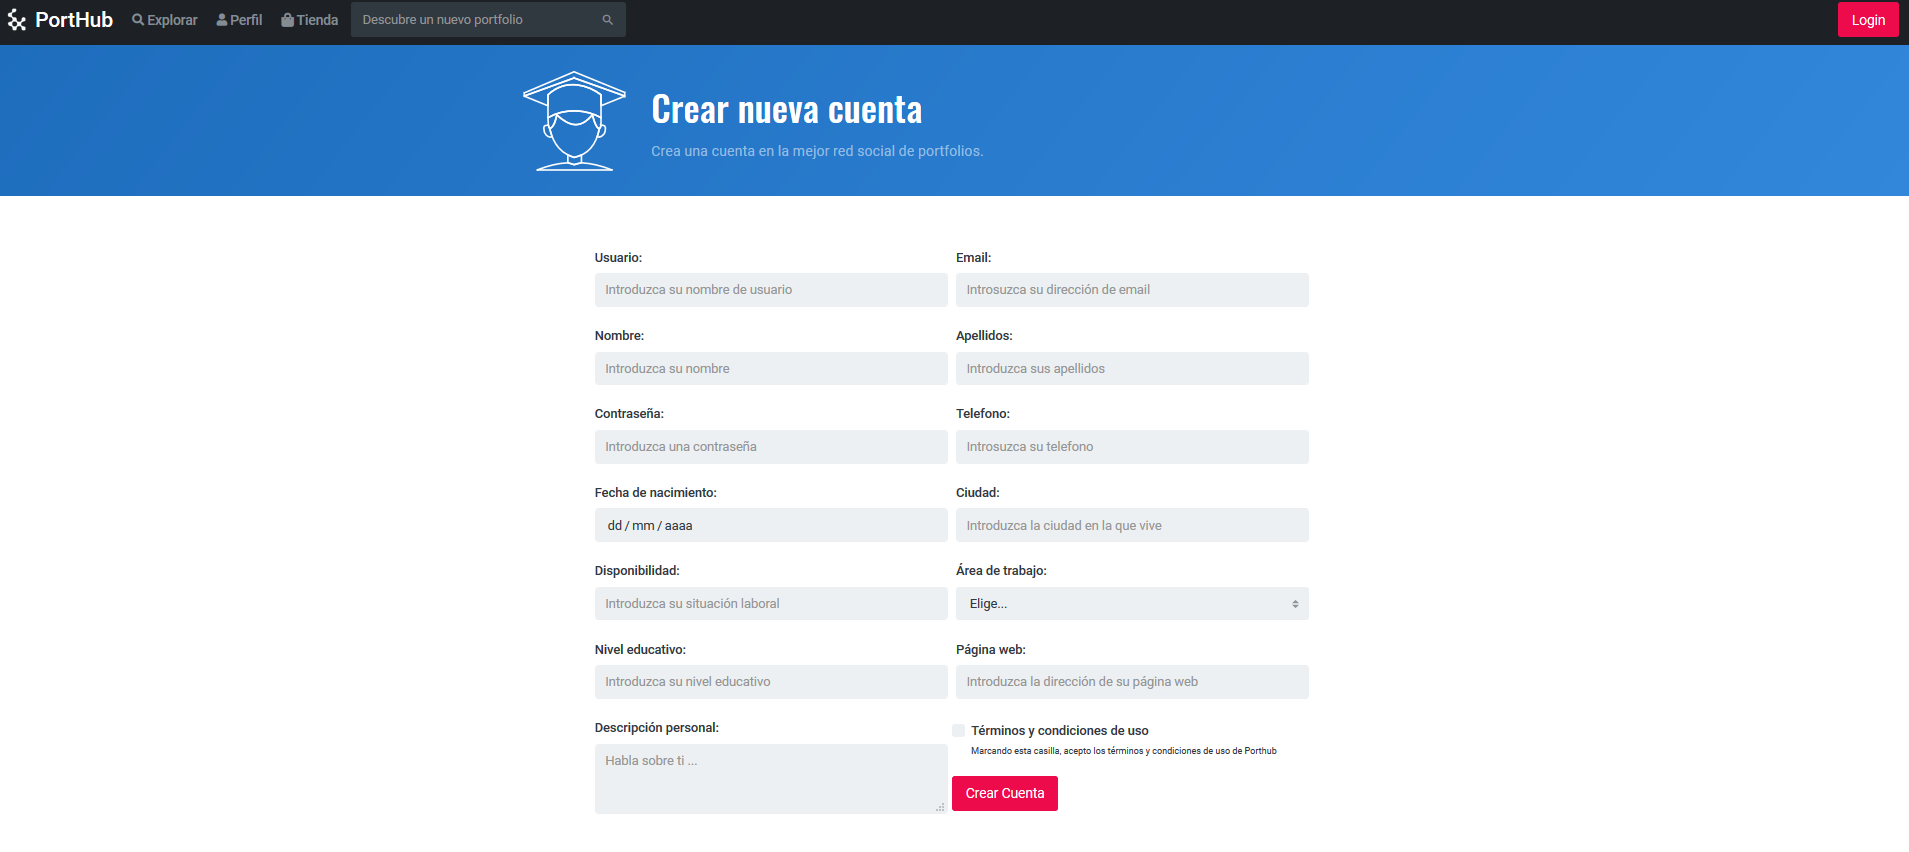 PortHub Explorar Perfil Tienda Descubre un nuevo portfolio Login
Crear nueva cuenta
Crea una cuenta en la mejor red social de portfolios.
Usuario: Email:
Introduzca su nombre de usuario Introsuzca su dirección de email
Nombre: Apellidos:
Introduzca su nombre Introduzca sus apellidos
Contraseña: Telefono:
Introduzca una contraseña Introsuzca su telefono
Fecha de nacimiento: Ciudad:
dd / mm / aaaa Introduzca la ciudad en la que vive
Disponibilidad: Área de trabajo:
Introduzca su situación laboral Elige...
Nivel educativo: Página web:
Introduzca su nivel educativo Introduzca la dirección de su página web
Descripción personal: Términos y condiciones de uso
Habla sobre ti ... Marcando esta casilla, acepto los términos y condiciones de uso de Porthub
Crear Cuenta